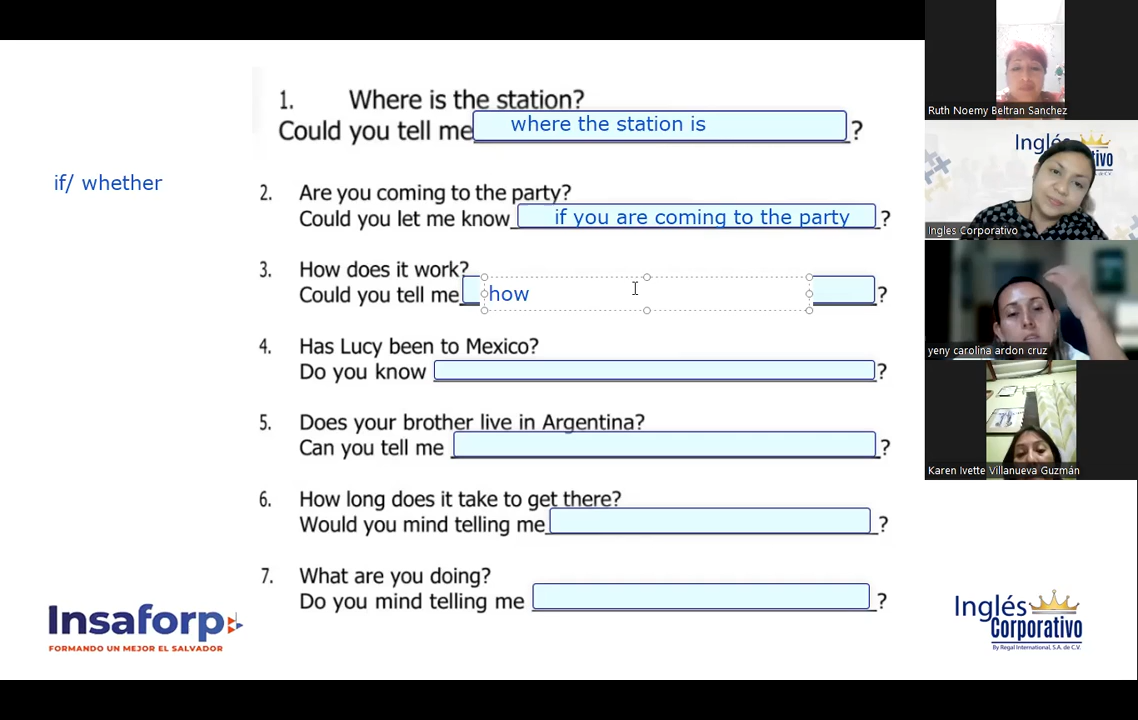 1. Where is the station?
Could you tell me where the station is ?
if/ whether
2. Are you coming to the party?
Could you let me know if you are coming to the party ?
3. How does it work?
Could you tell me how ?
4. Has Lucy been to Mexico?
Do you know ?
5. Does your brother live in Argentina?
Can you tell me ?
6. How long does it take to get there?
Would you mind telling me ?
7. What are you doing?
Do you mind telling me ?
Insaforp
FORMANDO UN MEJOR EL SALVADOR
Inglés
Corporativo
By Regal International, S.A. de C.V.
Ruth Noemy Beltran Sanchez
Inglés
Ingles Corporativo
yeny carolina ardon cruz
Karen Ivette Villanueva Guzmán